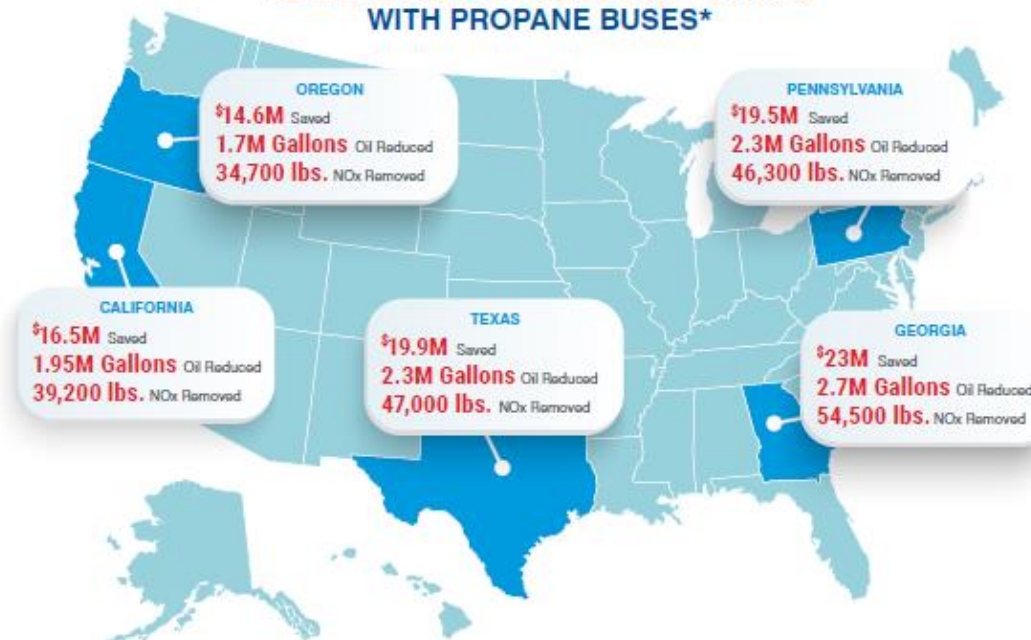 WITH PROPANE BUSES*
OREGON
$14.6M Saved
1.7M Gallons Oil Reduced
34,700 lbs. NOx Removed
PENNSYLVANIA
$19.5M Saved
2.3M Gallons Oil Reduced
46,300 lbs. NOx Removed
CALIFORNIA
$16.5M Saved
1.95M Gallons Oil Reduced
39,200 lbs. NOx Removed
TEXAS
$19.9M Saved
2.3M Gallons Oil Reduced
47,000 lbs. NOx Removed
GEORGIA
$23M Saved
2.7M Gallons Oil Reduced
54,500 lbs. NOx Removed